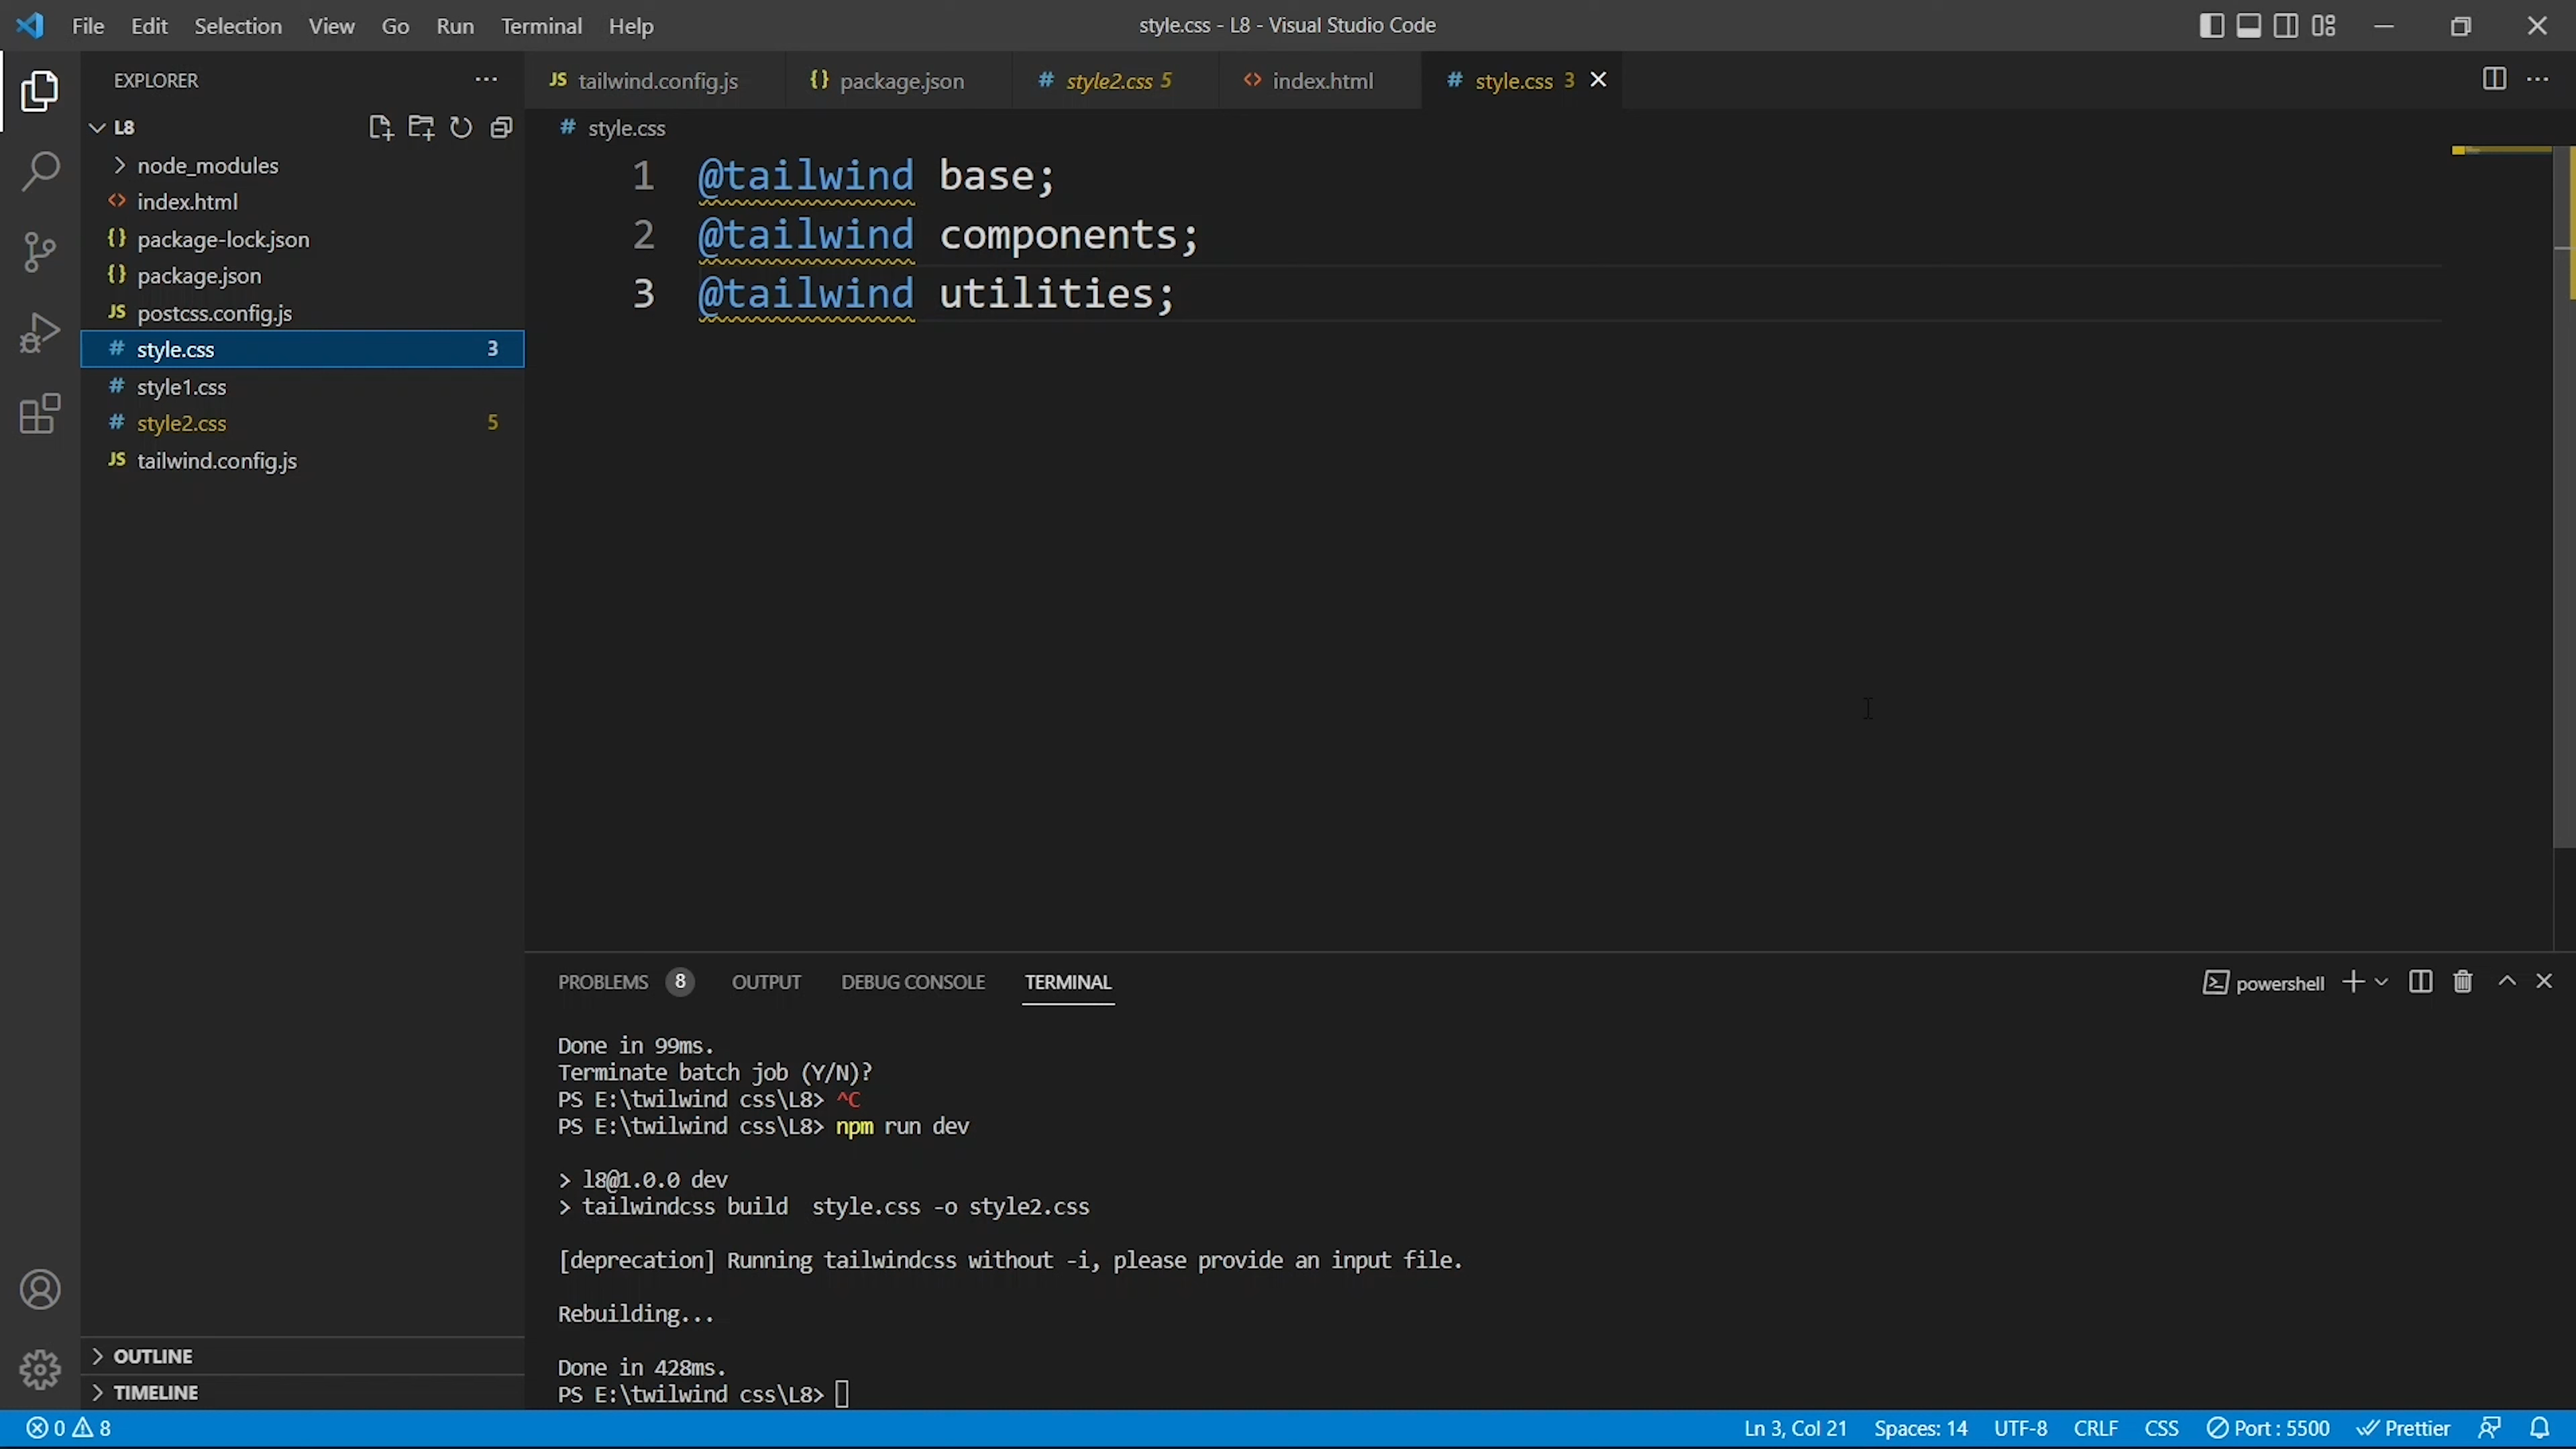 File Edit Selection View Go Run Terminal Help
style.css - L8 - Visual Studio Code
EXPLORER
L8
node_modules
index.html
package-lock.json
package.json
postcss.config.js
style.css 3
style1.css
style2.css 5
tailwind.config.js
OUTLINE
TIMELINE
JS tailwind.config.js {} package.json # style2.css 5 <> index.html # style.css 3
# style.css
1 @tailwind base;
2 @tailwind components;
3 @tailwind utilities;
PROBLEMS 8 OUTPUT DEBUG CONSOLE TERMINAL
powershell
Done in 99ms.
Terminate batch job (Y/N)?
PS E:\twilwind css\L8> ^C
PS E:\twilwind css\L8> npm run dev
> l8@1.0.0 dev
> tailwindcss build  style.css -o style2.css
[deprecation] Running tailwindcss without -i, please provide an input file.
Rebuilding...
Done in 428ms.
PS E:\twilwind css\L8>
0 8
Ln 3, Col 21 Spaces: 14 UTF-8 CRLF CSS Port : 5500 Prettier